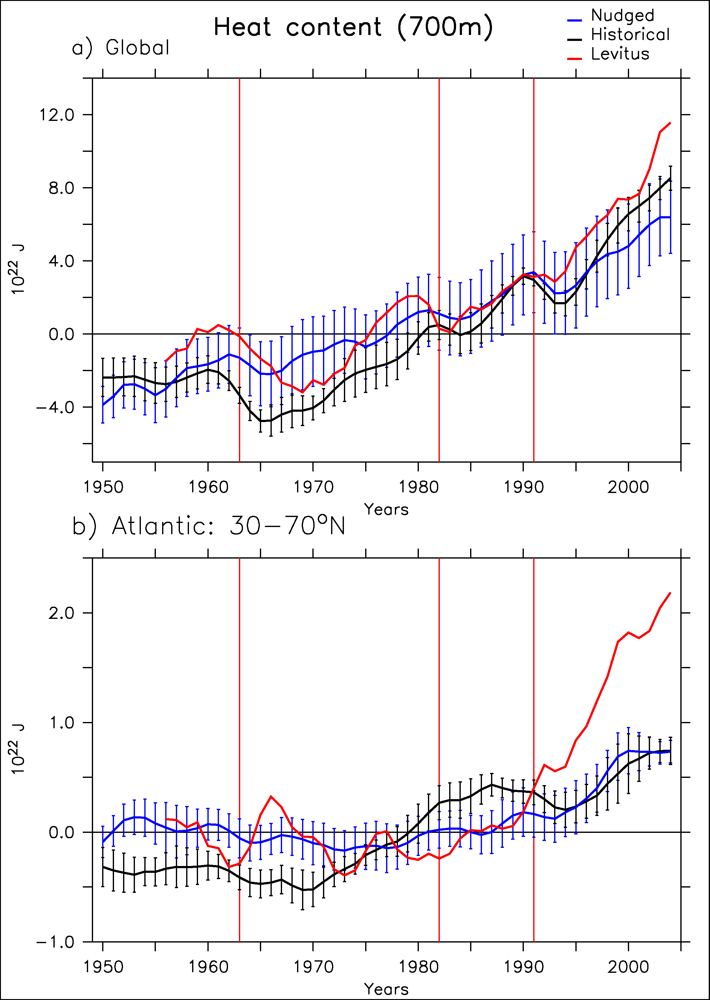 Heat content (700m)
Nudged
Historical
Levitus
a) Global
12.0
8.0
4.0
0.0
−4.0
10²² J
1950 1960 1970 1980 1990 2000
Years
b) Atlantic: 30−70°N
2.0
1.0
0.0
−1.0
10²² J
1950 1960 1970 1980 1990 2000
Years